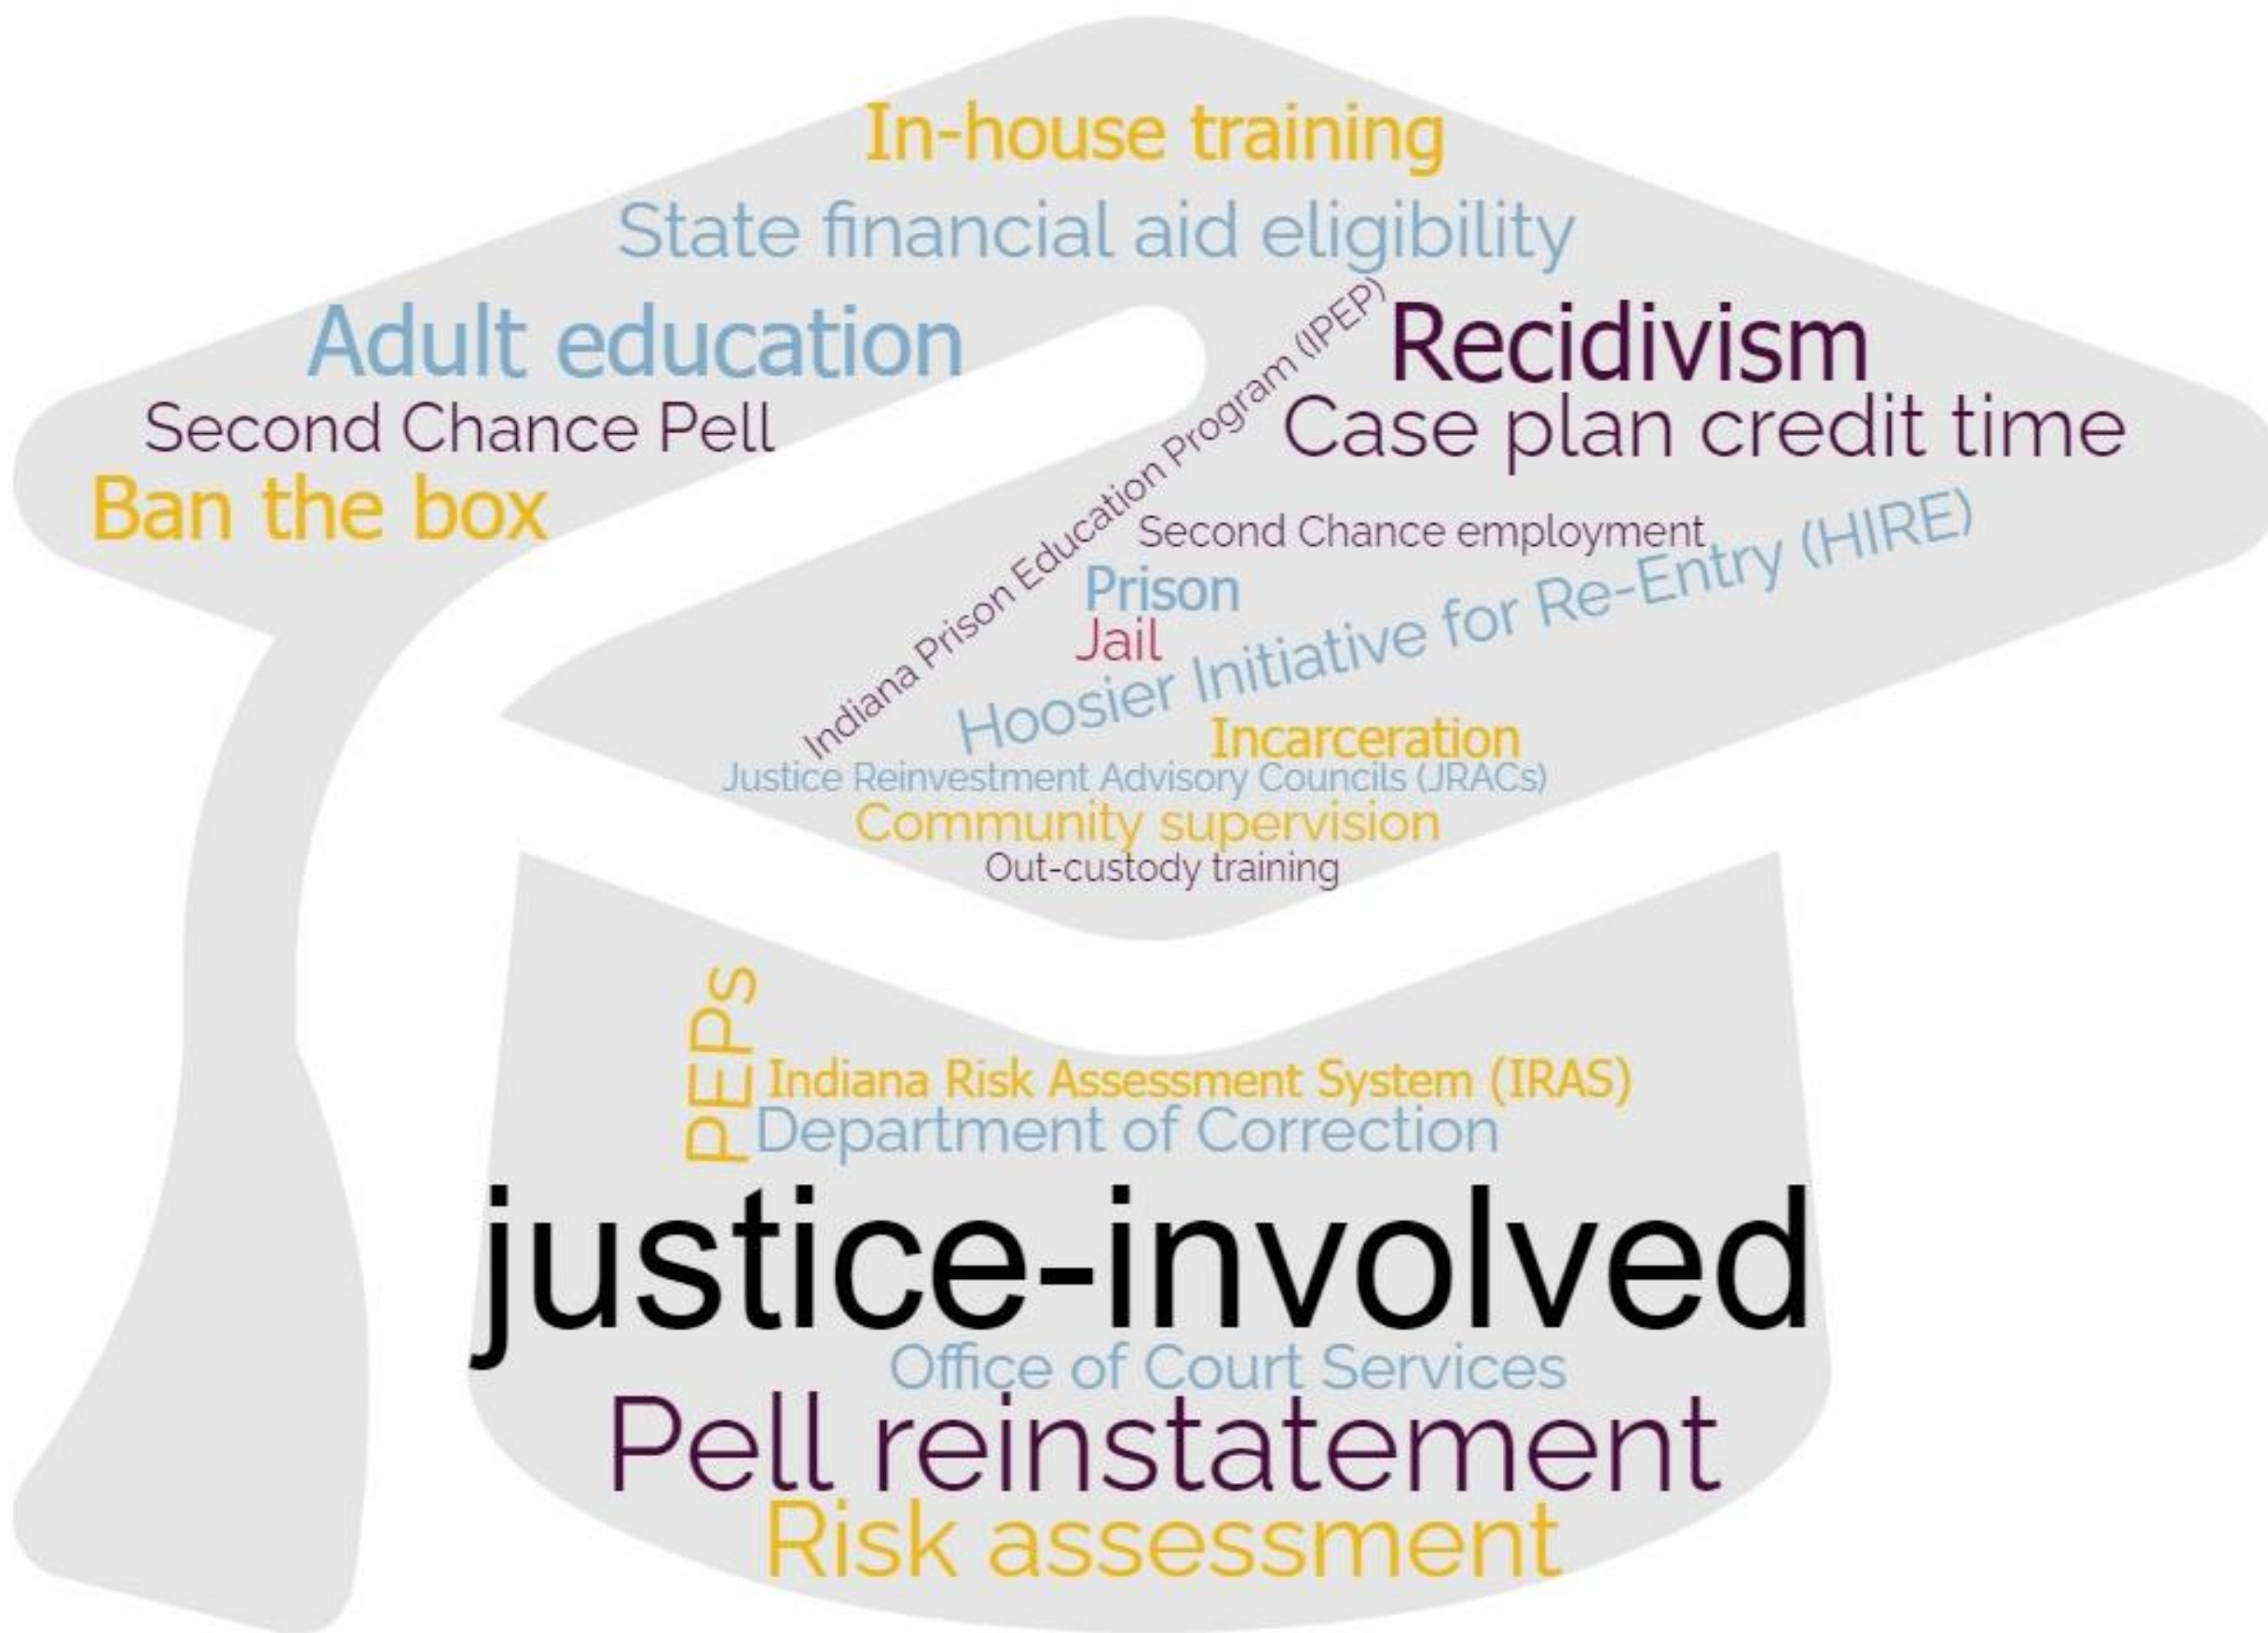 In-house training
State financial aid eligibility
Adult education
Recidivism
Second Chance Pell
Case plan credit time
Ban the box
Indiana Prison Education Program (IPEP)
Second Chance employment
Prison
Jail
Hoosier Initiative for Re-Entry (HIRE)
Incarceration
Justice Reinvestment Advisory Councils (JRACs)
Community supervision
Out-custody training
PEPs
Indiana Risk Assessment System (IRAS)
Department of Correction
justice-involved
Office of Court Services
Pell reinstatement
Risk assessment